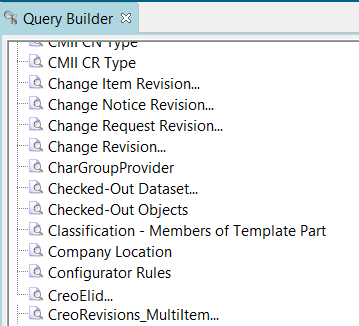 Query Builder
CMII CN Type
CMII CR Type
Change Item Revision...
Change Notice Revision...
Change Request Revision...
Change Revision...
CharGroupProvider
Checked-Out Dataset...
Checked-Out Objects
Classification - Members of Template Part
Company Location
Configurator Rules
CreoElid...
CreoRevisions_MultiItem...